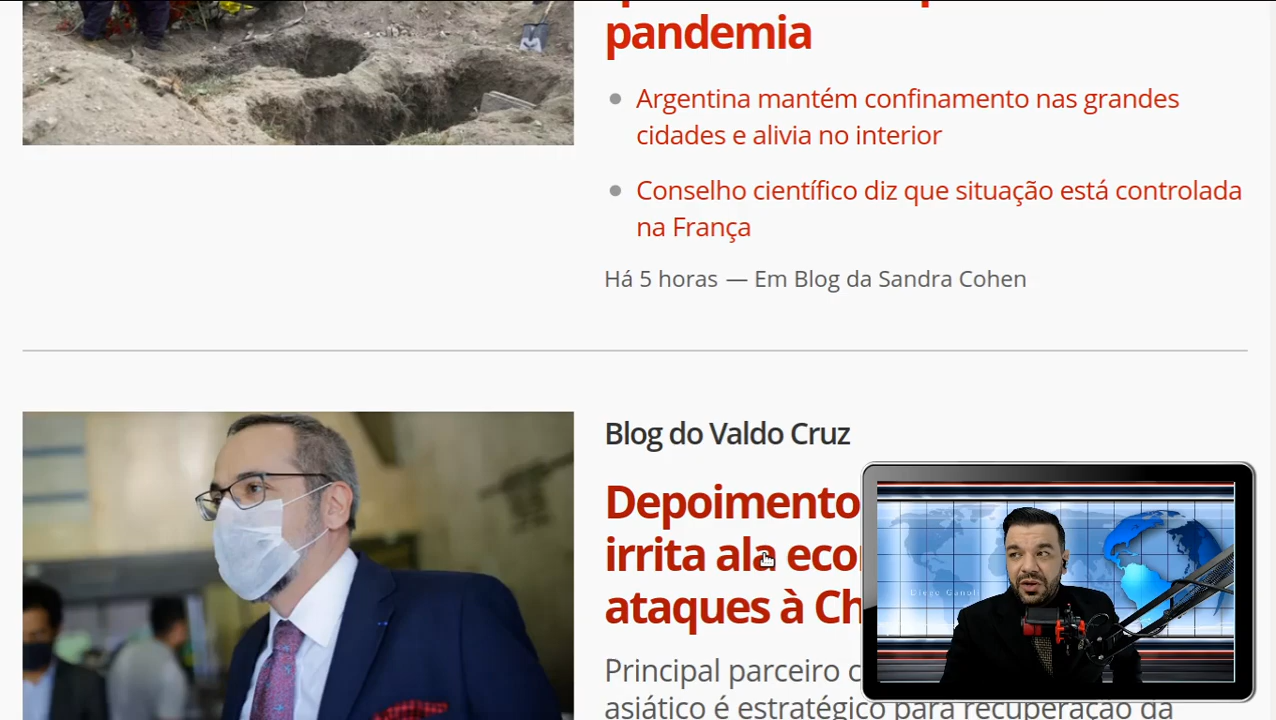 pandemia
Argentina mantém confinamento nas grandes
cidades e alivia no interior
Conselho científico diz que situação está controlada
na França
Há 5 horas — Em Blog da Sandra Cohen
Blog do Valdo Cruz
Depoimento
irrita ala
ataques à
Principal parceiro
asiático é estratégico para recuperação da